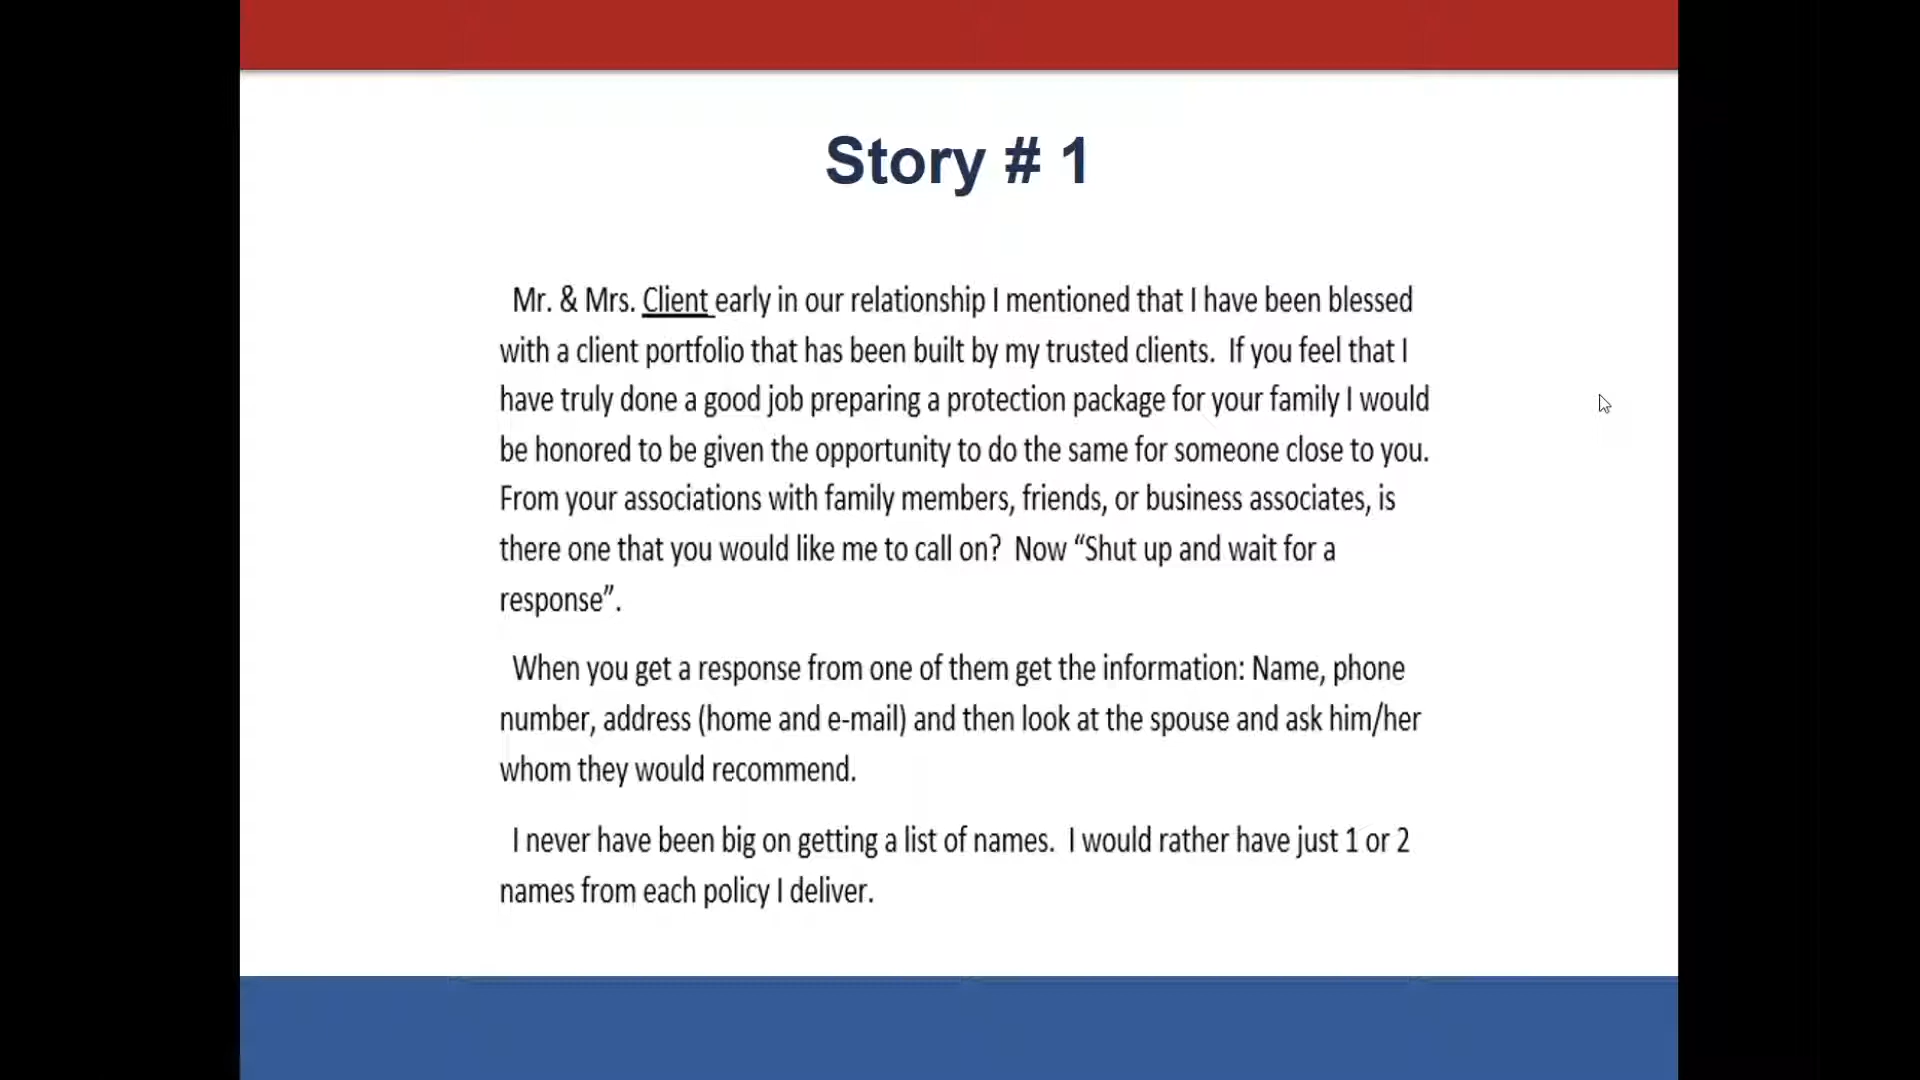 Story # 1
Mr. & Mrs. Client early in our relationship I mentioned that I have been blessed
with a client portfolio that has been built by my trusted clients.  If you feel that I
have truly done a good job preparing a protection package for your family I would
be honored to be given the opportunity to do the same for someone close to you.
From your associations with family members, friends, or business associates, is
there one that you would like me to call on?  Now “Shut up and wait for a
response”.
When you get a response from one of them get the information: Name, phone
number, address (home and e-mail) and then look at the spouse and ask him/her
whom they would recommend.
I never have been big on getting a list of names.  I would rather have just 1 or 2
names from each policy I deliver.